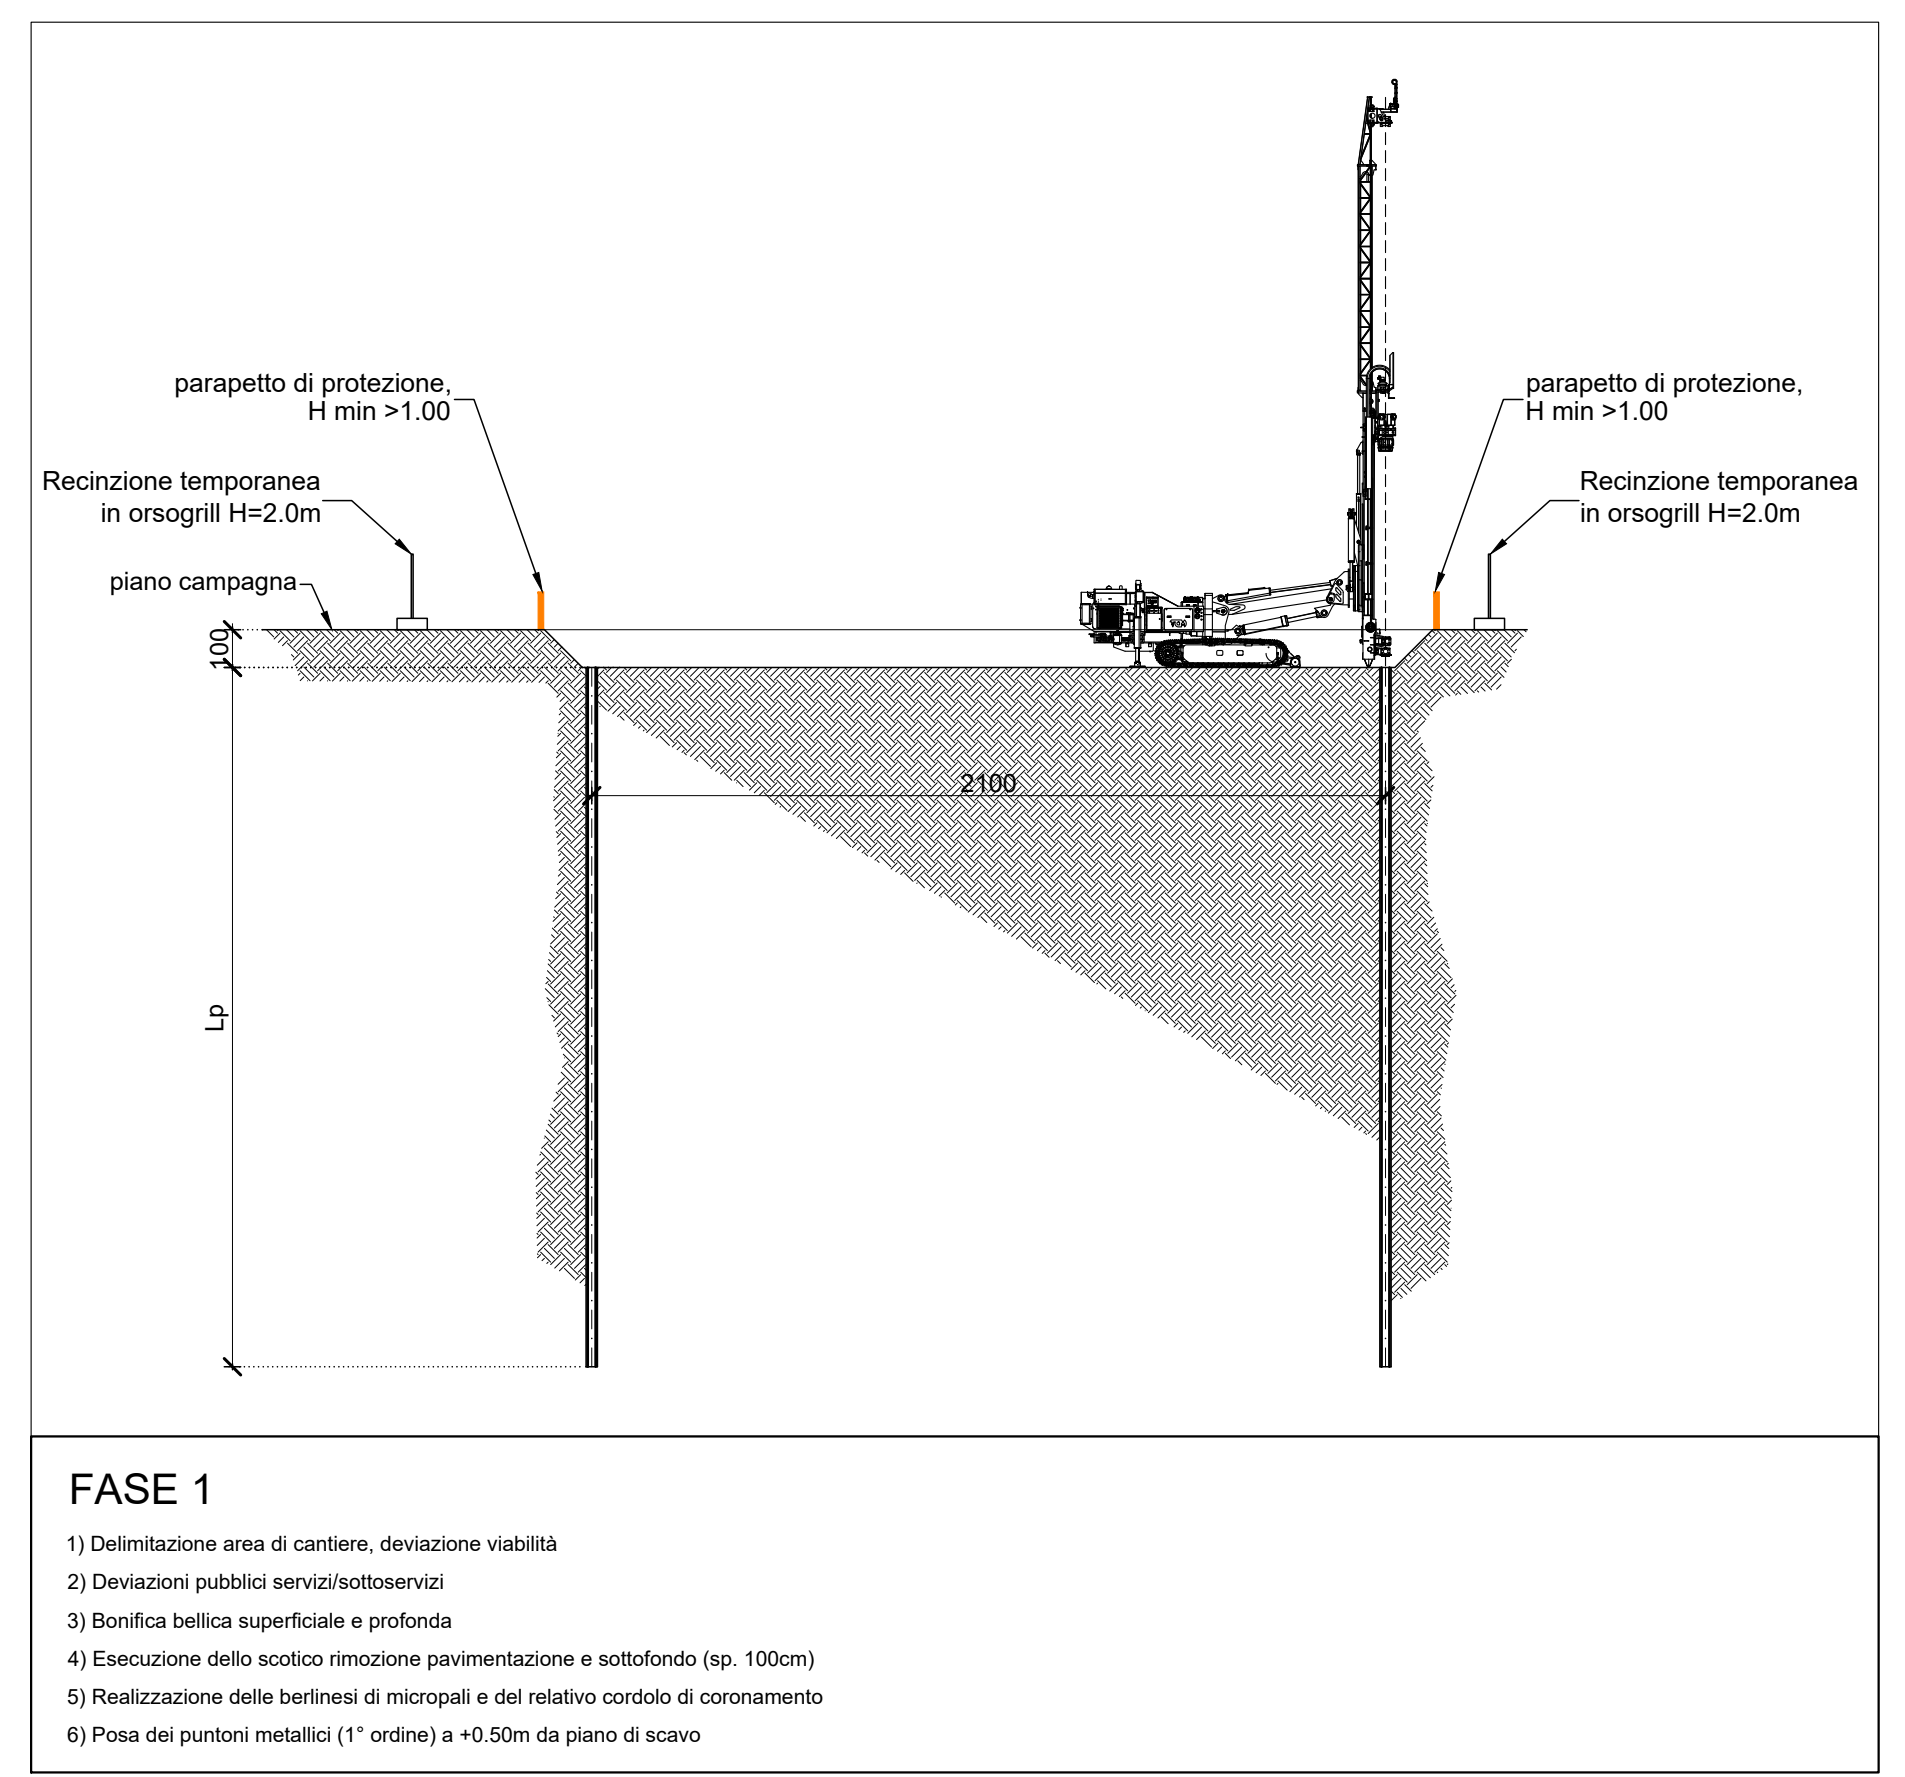 parapetto di protezione,
H min >1.00
Recinzione temporanea
in orsogrill H=2.0m
piano campagna
parapetto di protezione,
H min >1.00
Recinzione temporanea
in orsogrill H=2.0m
100
2100
Lp
FASE 1
1) Delimitazione area di cantiere, deviazione viabilità
2) Deviazioni pubblici servizi/sottoservizi
3) Bonifica bellica superficiale e profonda
4) Esecuzione dello scotico rimozione pavimentazione e sottofondo (sp. 100cm)
5) Realizzazione delle berlinesi di micropali e del relativo cordolo di coronamento
6) Posa dei puntoni metallici (1° ordine) a +0.50m da piano di scavo